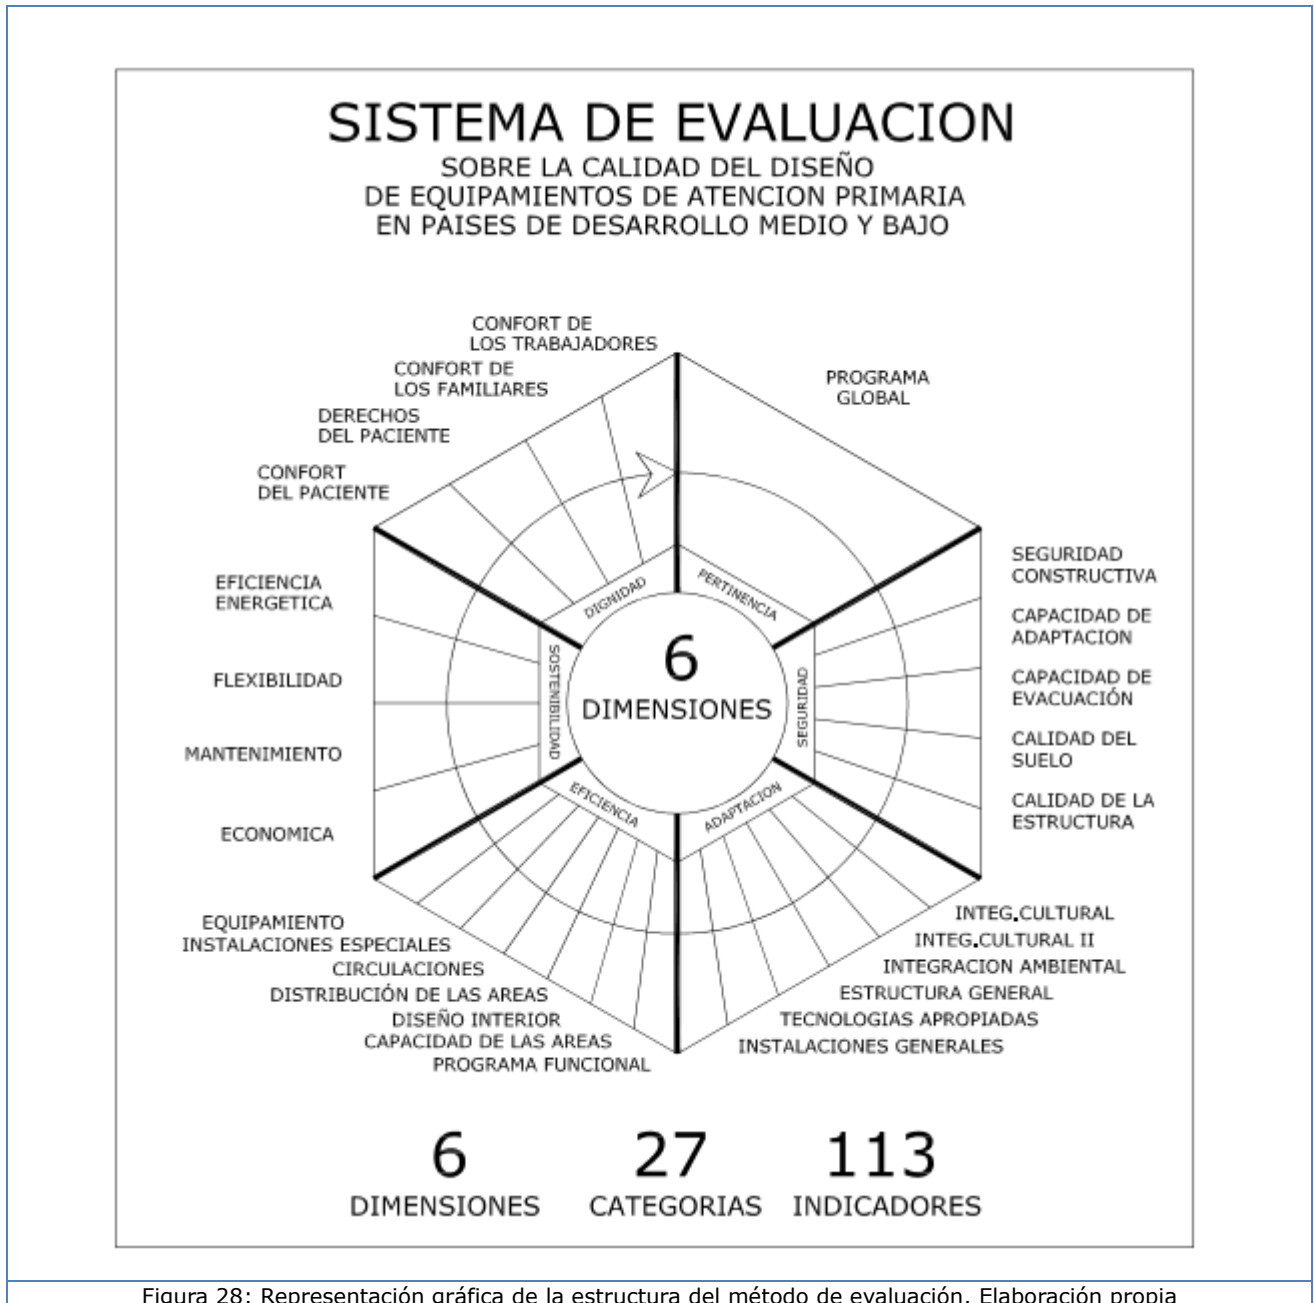 SISTEMA DE EVALUACION
SOBRE LA CALIDAD DEL DISEÑO
DE EQUIPAMIENTOS DE ATENCION PRIMARIA
EN PAISES DE DESARROLLO MEDIO Y BAJO
CONFORT DE
LOS TRABAJADORES
CONFORT DE
LOS FAMILIARES
DERECHOS
DEL PACIENTE
CONFORT
DEL PACIENTE
PROGRAMA
GLOBAL
SEGURIDAD
CONSTRUCTIVA
CAPACIDAD DE
ADAPTACION
CAPACIDAD DE
EVACUACIÓN
CALIDAD DEL
SUELO
CALIDAD DE LA
ESTRUCTURA
EFICIENCIA
ENERGETICA
FLEXIBILIDAD
MANTENIMIENTO
ECONOMICA
DIGNIDAD
PERTINENCIA
SOSTENIBILIDAD
SEGURIDAD
EFICIENCIA
ADAPTACION
6
DIMENSIONES
EQUIPAMIENTO
INSTALACIONES ESPECIALES
CIRCULACIONES
DISTRIBUCIÓN DE LAS AREAS
DISEÑO INTERIOR
CAPACIDAD DE LAS AREAS
PROGRAMA FUNCIONAL
INTEG.CULTURAL
INTEG.CULTURAL II
INTEGRACION AMBIENTAL
ESTRUCTURA GENERAL
TECNOLOGIAS APROPIADAS
INSTALACIONES GENERALES
6
DIMENSIONES
27
CATEGORIAS
113
INDICADORES
Figura 28: Representación gráfica de la estructura del método de evaluación. Elaboración propia